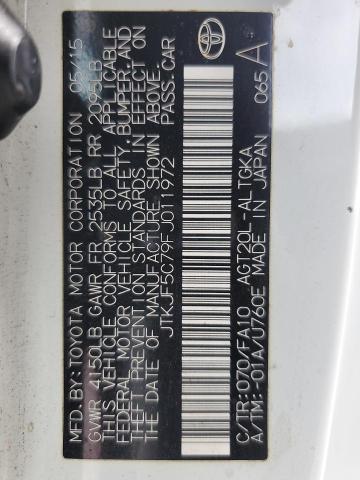 MFD.BY:TOYOTA MOTOR CORPORATION 05/15
GVWR 4150LB GAWR FR 2535LB RR 2095LB
THIS VEHICLE CONFORMS TO ALL APPLICABLE
FEDERAL MOTOR VEHICLE SAFETY, BUMPER, AND
THEFT PREVENTION STANDARDS IN EFFECT ON
THE DATE OF MANUFACTURE SHOWN ABOVE.
JTKJF5C79FJ011972 PASS.CAR
C/TR:070/FA10 AGT20L-ALTGKA
A/TM:-01A/U760E MADE IN JAPAN 065 A